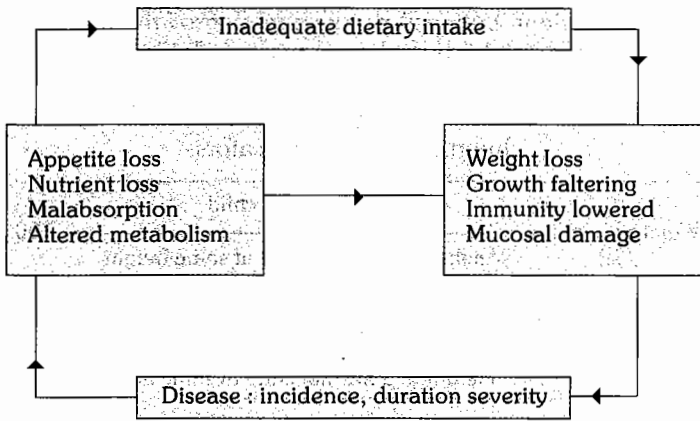 Inadequate dietary intake
Appetite loss
Nutrient loss
Malabsorption
Altered metabolism
Weight loss
Growth faltering
Immunity lowered
Mucosal damage
Disease : incidence, duration severity